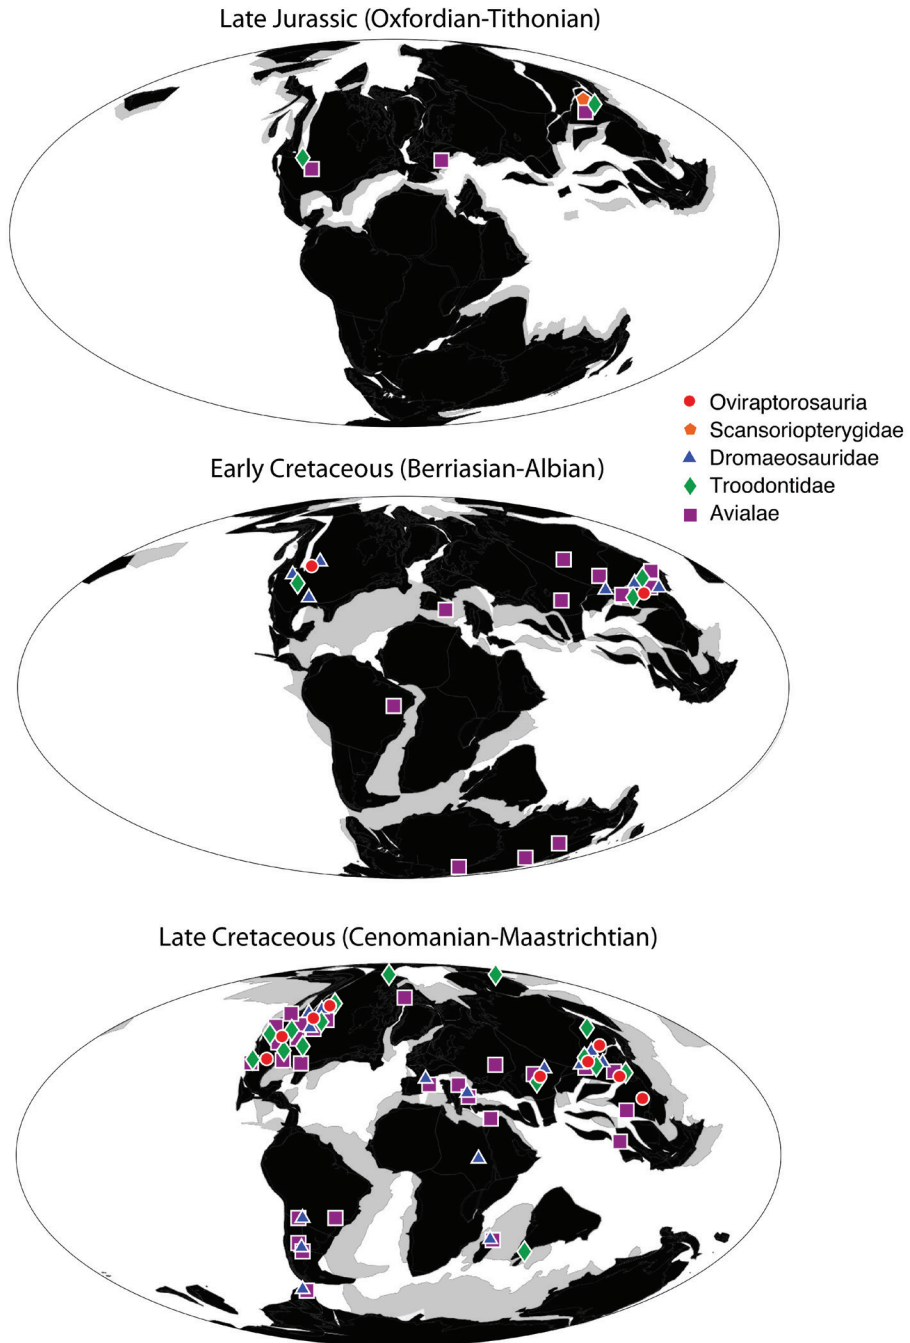 Late Jurassic (Oxfordian-Tithonian)
Oviraptorosauria
Scansoriopterygidae
Dromaeosauridae
Troodontidae
Avialae
Early Cretaceous (Berriasian-Albian)
Late Cretaceous (Cenomanian-Maastrichtian)